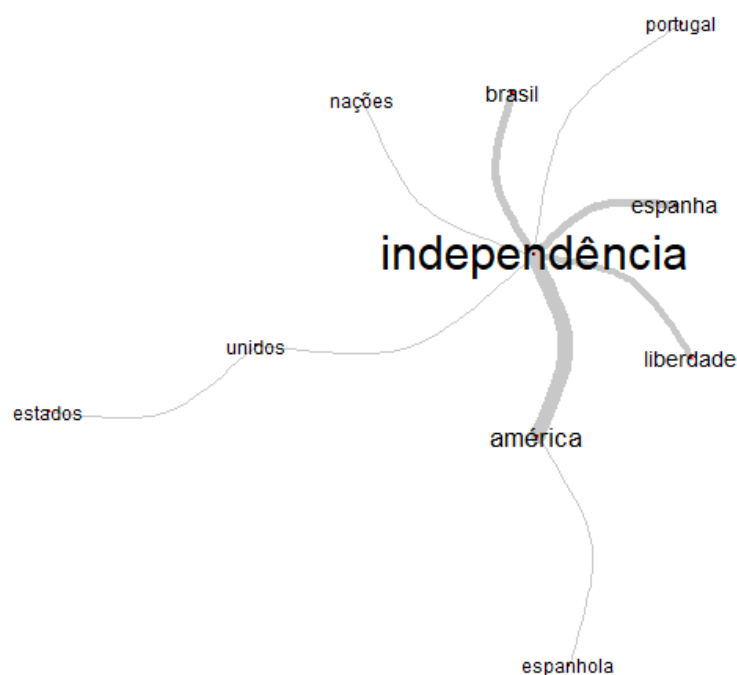 portugal
brasil
nações
espanha
independência
unidos
liberdade
estados
américa
espanhola